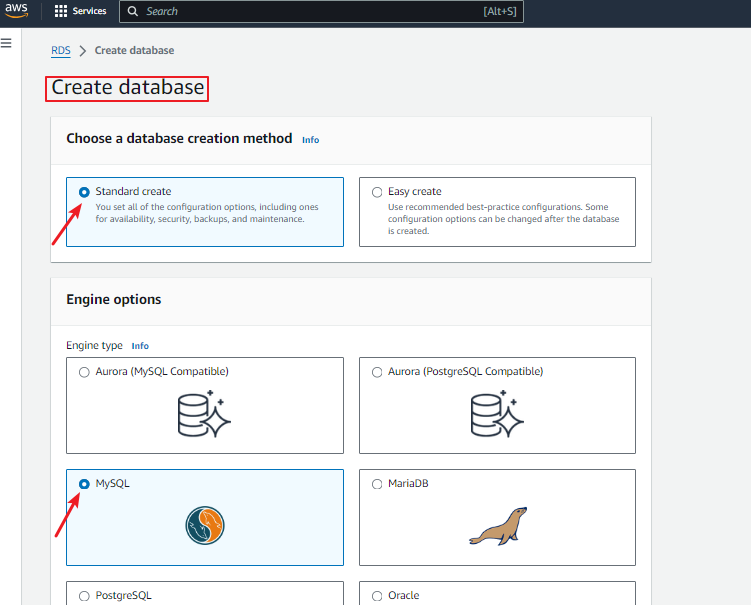 aws
Services
Search
[Alt+S]
RDS > Create database
Create database
Choose a database creation method Info
Standard create
You set all of the configuration options, including ones
for availability, security, backups, and maintenance.
Easy create
Use recommended best-practice configurations. Some
configuration options can be changed after the database
is created.
Engine options
Engine type Info
Aurora (MySQL Compatible)
Aurora (PostgreSQL Compatible)
MySQL
MariaDB
PostgreSQL
Oracle